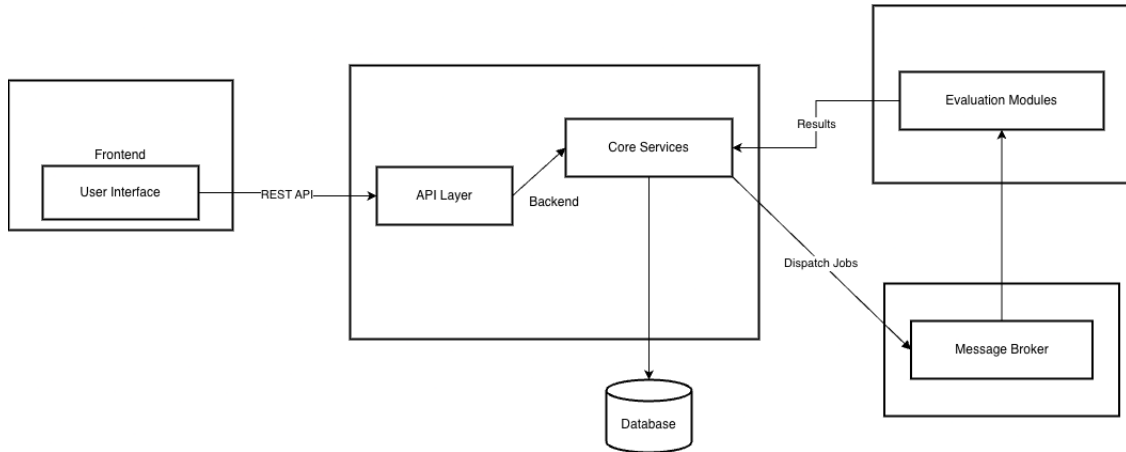 Frontend
User Interface
REST API
API Layer
Backend
Core Services
Results
Evaluation Modules
Dispatch Jobs
Message Broker
Database